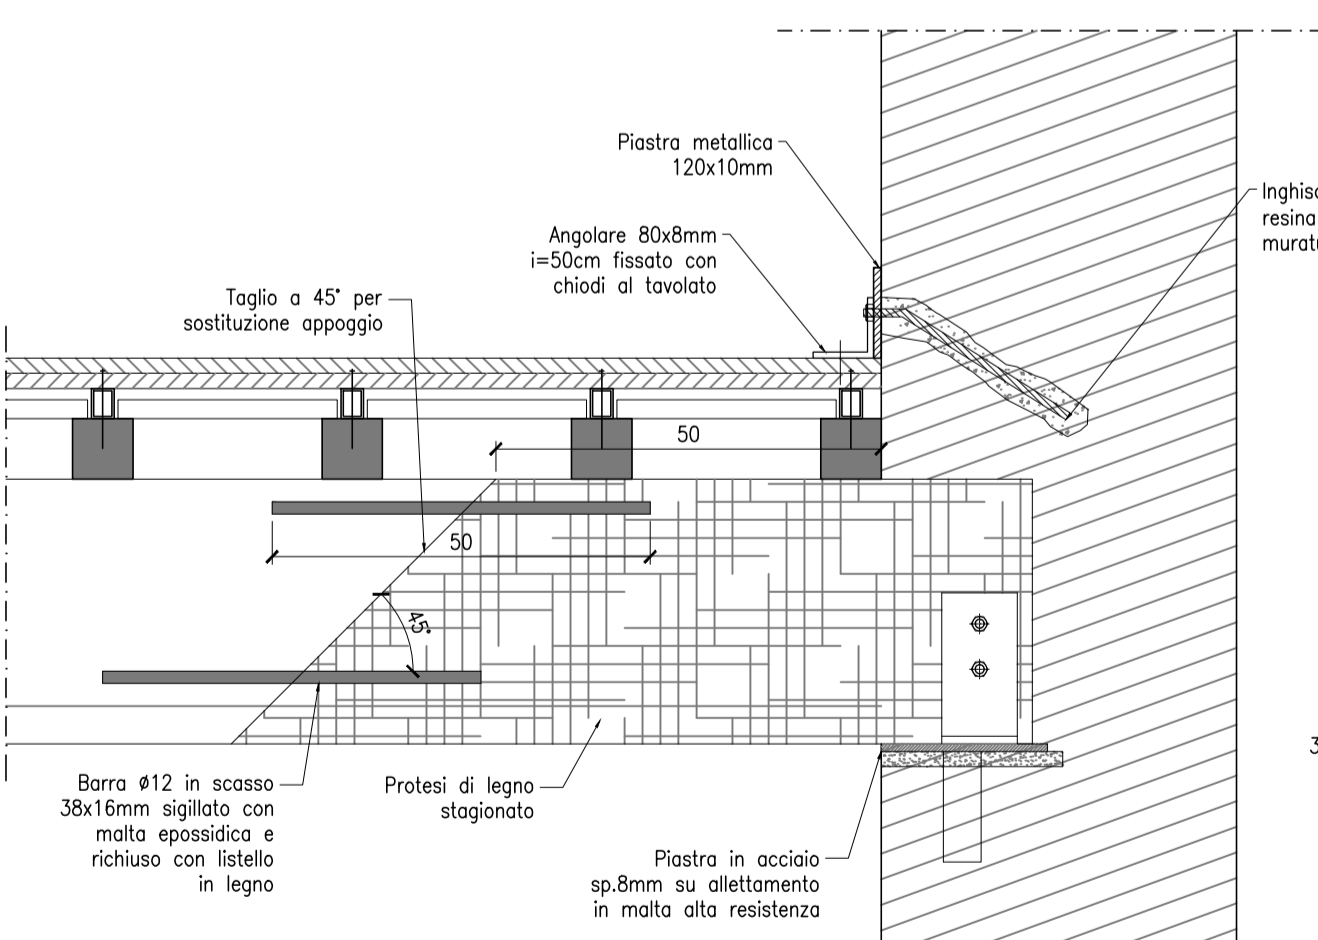 Piastra metallica
120x10mm
resina
Angolare 80x8mm
i=50cm fissato con
chiodi al tavolato
Taglio a 45° per
sostituzione appoggio
50
50
45°
Barra ø12 in scasso
38x16mm sigillato con
malta epossidica e
richiuso con listello
in legno
Protesi di legno
stagionato
Piastra in acciaio
sp.8mm su allettamento
in malta alta resistenza